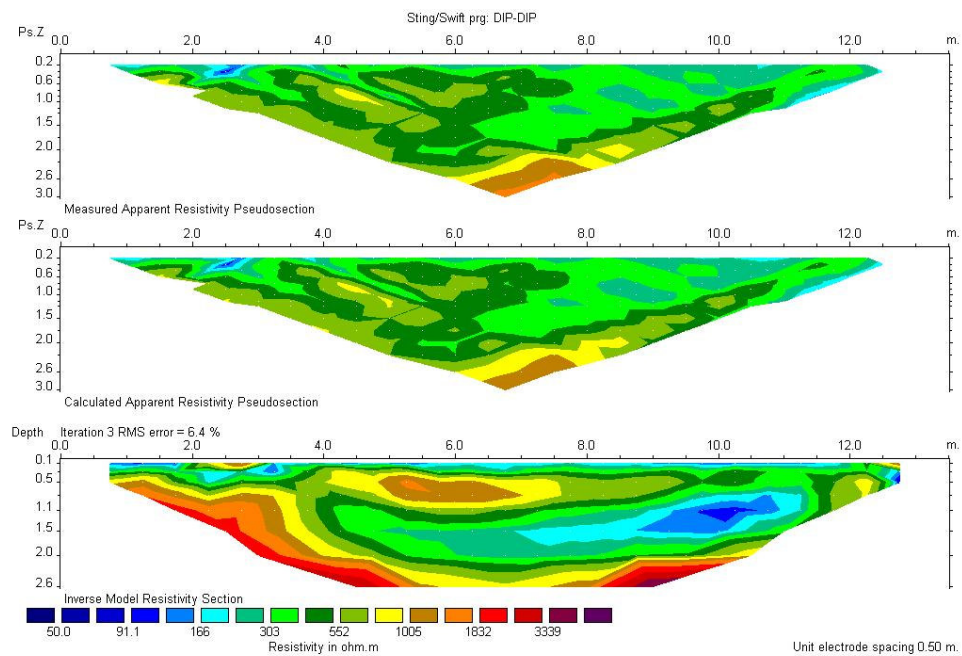 Sting/Swift prg: DIP-DIP
Ps.Z 0.0 2.0 4.0 6.0 8.0 10.0 12.0 m.
0.2
0.6
1.0
1.5
2.0
2.6
3.0
Measured Apparent Resistivity Pseudosection
Ps.Z 0.0 2.0 4.0 6.0 8.0 10.0 12.0 m.
0.2
0.6
1.0
1.5
2.0
2.6
3.0
Calculated Apparent Resistivity Pseudosection
Depth Iteration 3 RMS error = 6.4 %
0.0 2.0 4.0 6.0 8.0 10.0 12.0 m.
0.1
0.5
1.1
1.5
2.0
2.6
Inverse Model Resistivity Section
50.0 91.1 166 303 552 1005 1832 3339
Resistivity in ohm.m Unit electrode spacing 0.50 m.